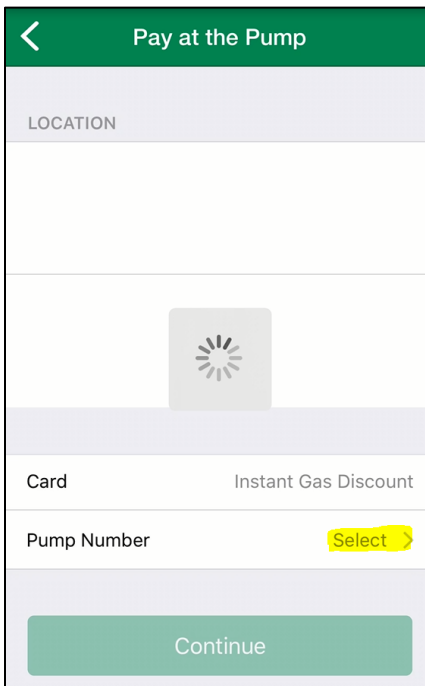 Pay at the Pump
LOCATION
Card Instant Gas Discount
Pump Number Select
Continue